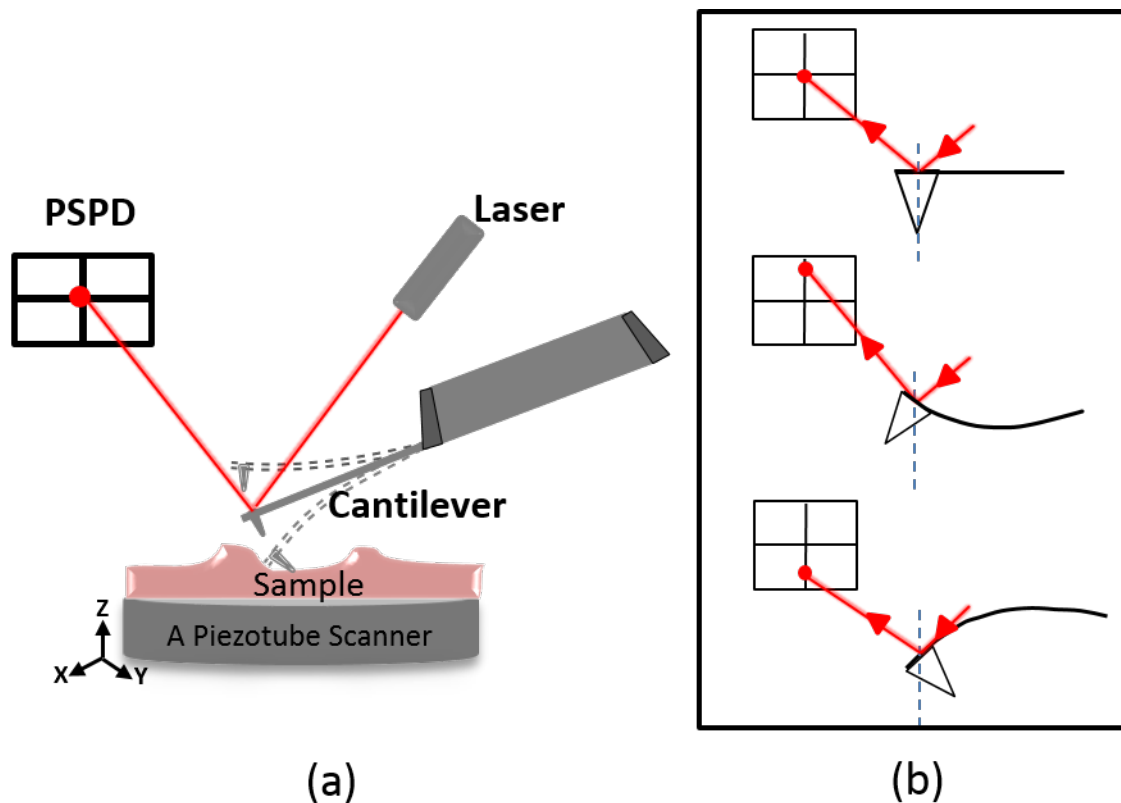 PSPD
Laser
Cantilever
Sample
A Piezotube Scanner
Z
X
Y
(a)
(b)